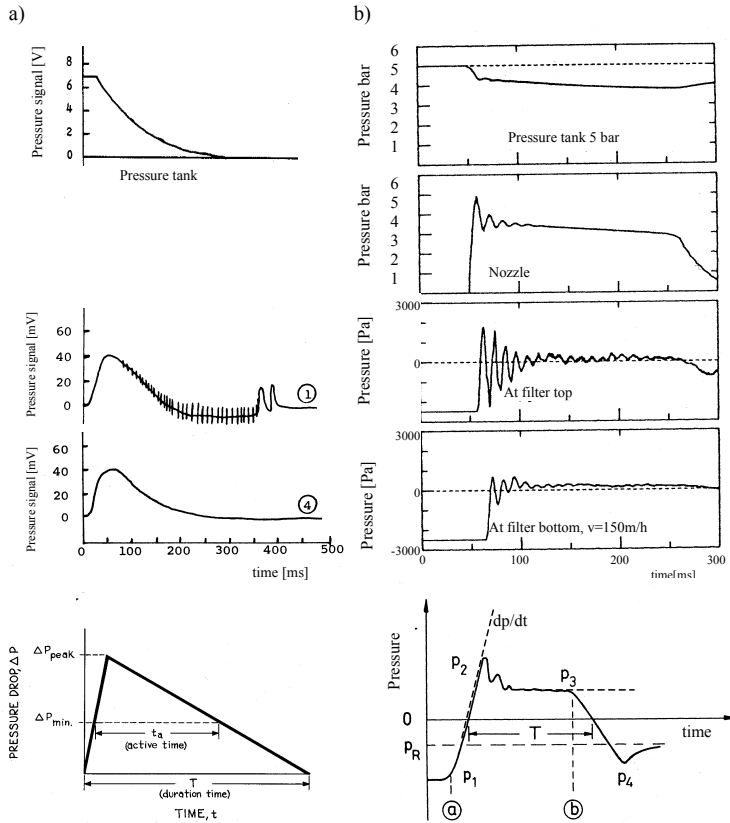 a)
Pressure signal [V]
8
6
4
2
0
Pressure tank
Pressure signal [mV]
60
40
20
0
1
Pressure signal [mV]
60
40
20
0
4
0
100
200
300
400
500
time [ms]
PRESSURE DROP, ΔP
ΔPpeak
ΔPmin.
ta
(active time)
T
(duration time)
TIME, t
b)
Pressure bar
6
5
4
3
2
1
Pressure tank 5 bar
Pressure bar
6
5
4
3
2
1
Nozzle
Pressure [Pa]
3000
0
At filter top
Pressure [Pa]
3000
0
-3000
At filter bottom, v=150m/h
0
100
200
300
time[ms]
Pressure
dp/dt
p2
p3
0
T
time
pR
p1
p4
a
b